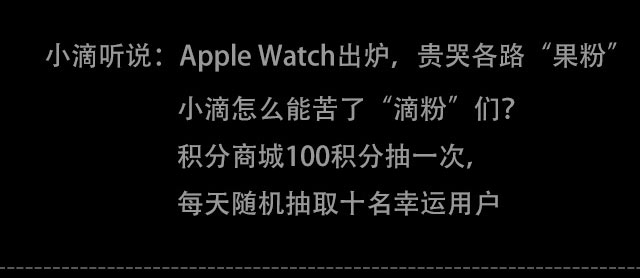 小滴听说：Apple Watch出炉，贵哭各路“果粉”
小滴怎么能苦了“滴粉”们？
积分商城100积分抽一次,
每天随机抽取十名幸运用户